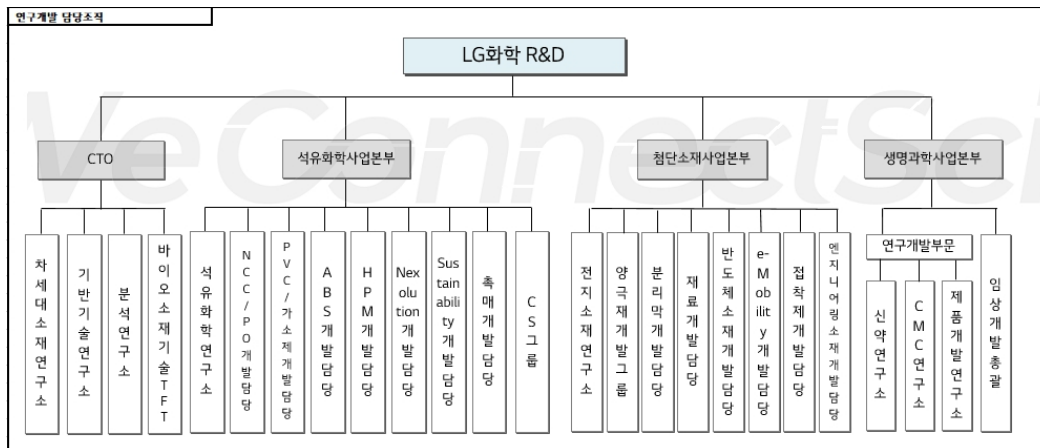 연구개발 담당조직
LG화학 R&D
CTO
석유화학사업본부
첨단소재사업본부
생명과학사업본부
차세대소재연구소
기반기술연구소
분석연구소
바이오소재기술TFT
석유화학연구소
NCC/PO개발담당
PVC/가소제개발담당
ABS개발담당
HPM개발담당
Nexolution개발담당
Sustainability개발담당
촉매개발담당
CS그룹
전지소재연구소
양극재개발그룹
분리막개발담당
재료개발담당
반도체소재개발담당
e-Mobility개발담당
접착제개발담당
엔지니어링소재개발담당
연구개발부문
신약연구소
CMC연구소
제품개발연구소
임상개발총괄
We Connect Sci